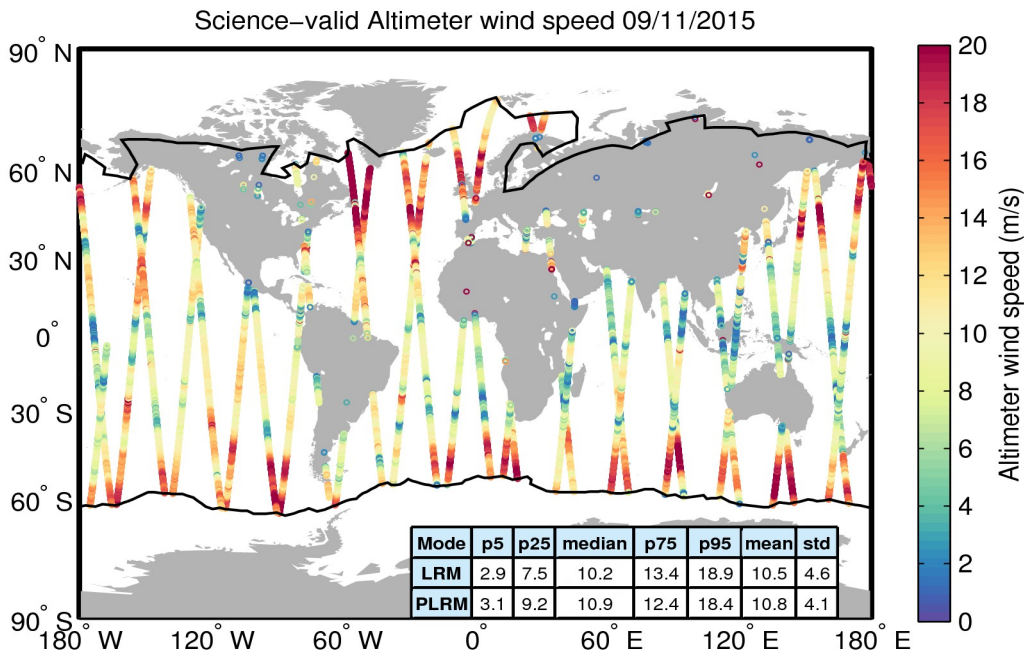 Science−valid Altimeter wind speed 09/11/2015
90° N
60° N
30° N
0°
30° S
60° S
90° S
180° W
120° W
60° W
0°
60° E
120° E
180° E
Mode p5 p25 median p75 p95 mean std
LRM 2.9 7.5 10.2 13.4 18.9 10.5 4.6
PLRM 3.1 9.2 10.9 12.4 18.4 10.8 4.1
20
18
16
14
12
10
8
6
4
2
0
Altimeter wind speed (m/s)